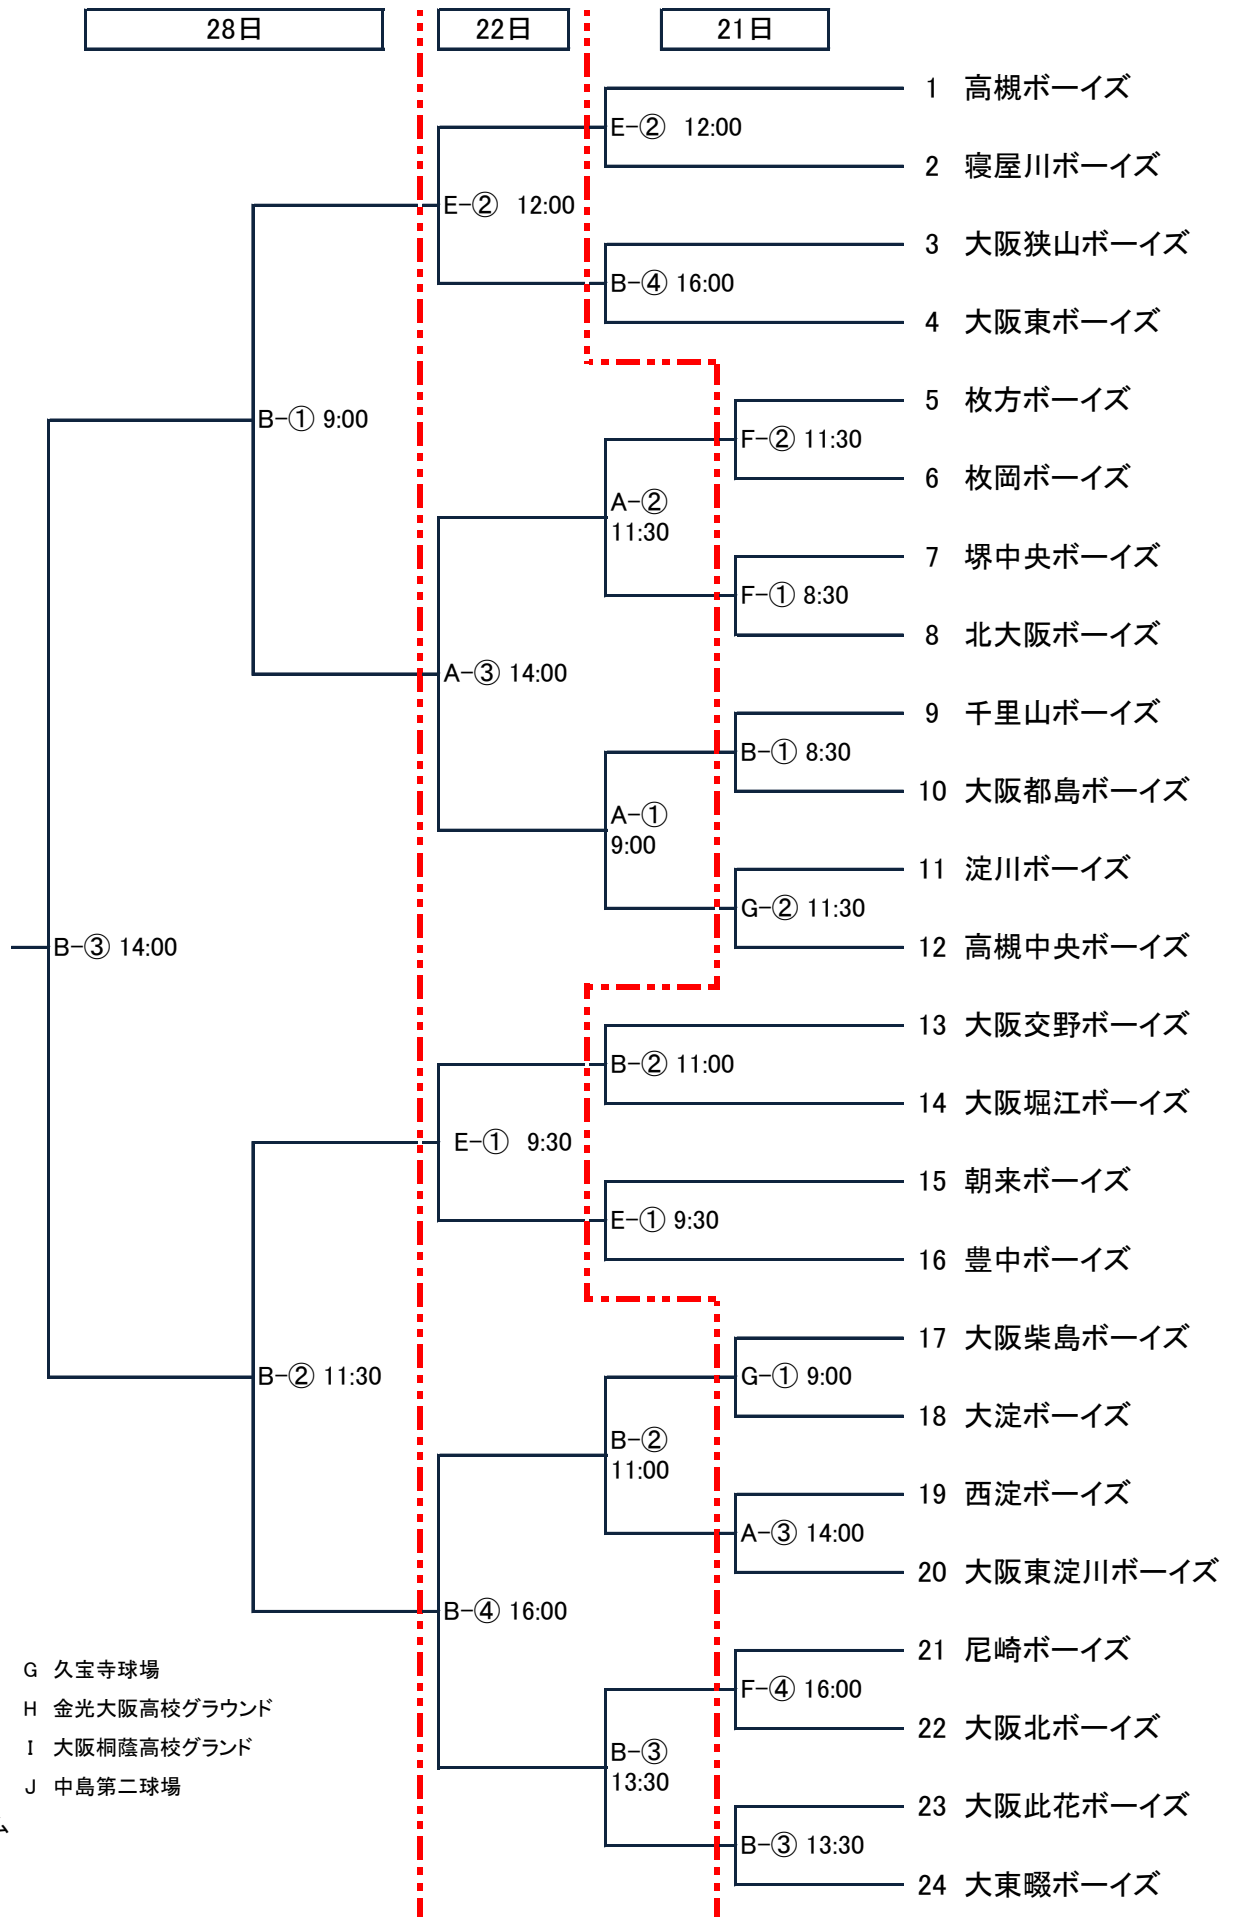 28日 22日 21日
1 高槻ボーイズ
E-② 12:00
2 寝屋川ボーイズ
E-② 12:00
3 大阪狭山ボーイズ
B-④ 16:00
4 大阪東ボーイズ
5 枚方ボーイズ
B-① 9:00
F-② 11:30
6 枚岡ボーイズ
A-②
11:30
7 堺中央ボーイズ
F-① 8:30
8 北大阪ボーイズ
A-③ 14:00
9 千里山ボーイズ
B-① 8:30
10 大阪都島ボーイズ
A-①
9:00
11 淀川ボーイズ
G-② 11:30
12 高槻中央ボーイズ
B-③ 14:00
13 大阪交野ボーイズ
B-② 11:00
14 大阪堀江ボーイズ
E-① 9:30
15 朝来ボーイズ
E-① 9:30
16 豊中ボーイズ
17 大阪柴島ボーイズ
B-② 11:30
G-① 9:00
18 大淀ボーイズ
B-②
11:00
19 西淀ボーイズ
A-③ 14:00
20 大阪東淀川ボーイズ
B-④ 16:00
21 尼崎ボーイズ
F-④ 16:00
22 大阪北ボーイズ
B-③
13:30
23 大阪此花ボーイズ
B-③ 13:30
24 大東畷ボーイズ
G 久宝寺球場
H 金光大阪高校グラウンド
I 大阪桐蔭高校グランド
J 中島第二球場
ム